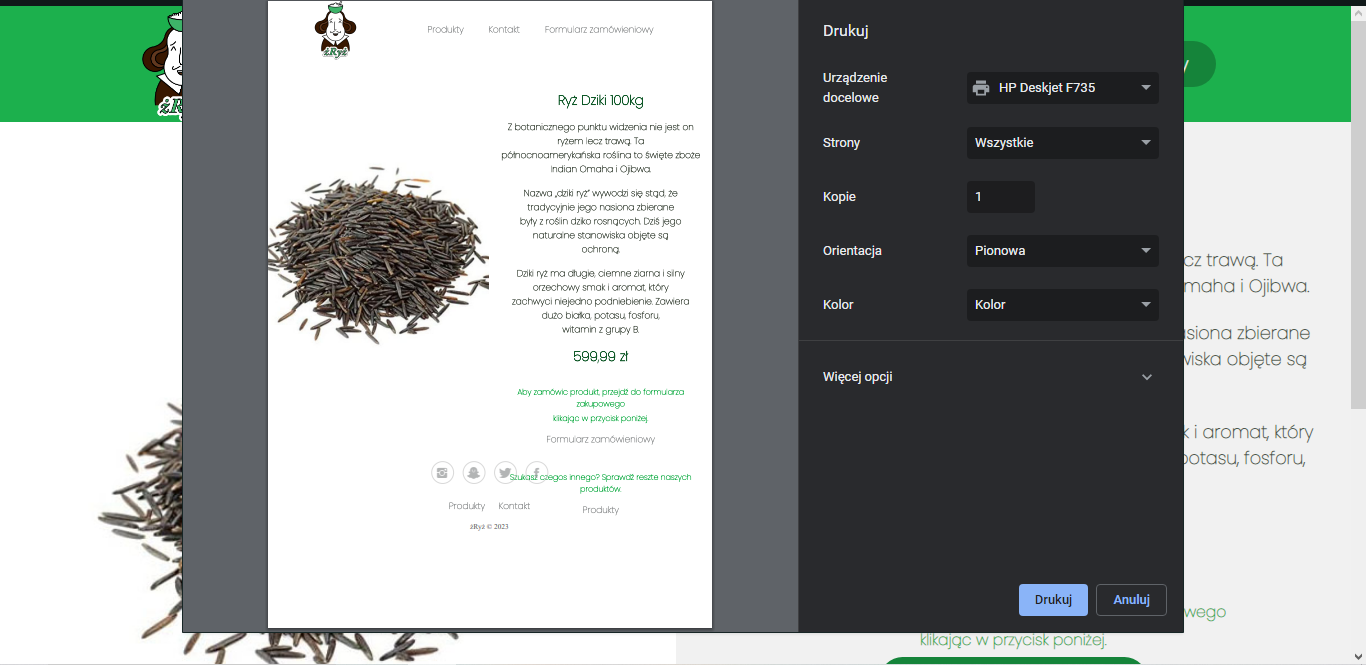 żRyż
Produkty
Kontakt
Formularz zamówieniowy
Ryż Dziki 100kg
Z botanicznego punktu widzenia nie jest on
ryżem lecz trawą. Ta
północnoamerykańska roślina to święte zboże
Indian Omaha i Ojibwa.
Nazwa „dziki ryż" wywodzi się stąd, że
tradycyjnie jego nasiona zbierane
były z roślin dziko rosnących. Dziś jego
naturalne stanowiska objęte są
ochroną.
Dziki ryż ma długie, ciemne ziarna i silny
orzechowy smak i aromat, który
zachwyci niejedno podniebienie. Zawiera
dużo białka, potasu, fosforu,
witamin z grupy B.
599,99 zł
Aby zamówic produkt, przejdź do formularza
zakupowego
klikając w przycisk poniżej.
Formularz zamówieniowy
Szukasz czegos innego? Sprawdź reszte naszych
produktów.
Produkty
Produkty
Kontakt
żRyż © 2023
Drukuj
Urządzenie
docelowe
HP Deskjet F735
Strony
Wszystkie
Kopie
1
Orientacja
Pionowa
Kolor
Kolor
Więcej opcji
Drukuj
Anuluj
żR
y
cz trawą. Ta
maha i Ojibwa.
asiona zbierane
wiska objęte są
k i aromat, który
potasu, fosforu,
wego
klikając w przycisk poniżej.